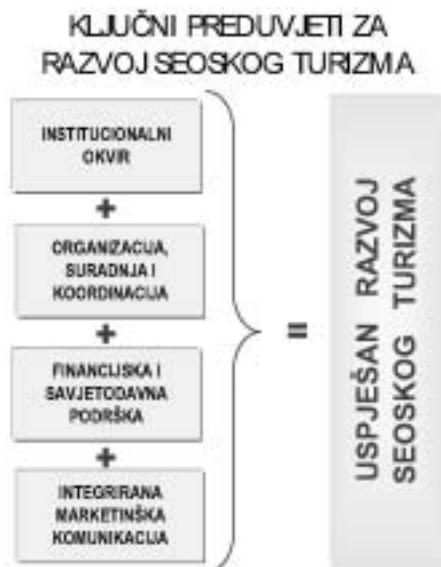 KLJUČNI PREDUVJETI ZA
RAZVOJ SEOSKOG TURIZMA
INSTITUCIONALNI
OKVIR
+
ORGANIZACIJA,
SURADNJA I
KOORDINACIJA
+
FINANCIJSKA I
SAVJETODAVNA
PODRŠKA
+
INTEGRIRANA
MARKETINŠKA
KOMUNIKACIJA
=
USPJEŠAN RAZVOJ
SEOSKOG TURIZMA